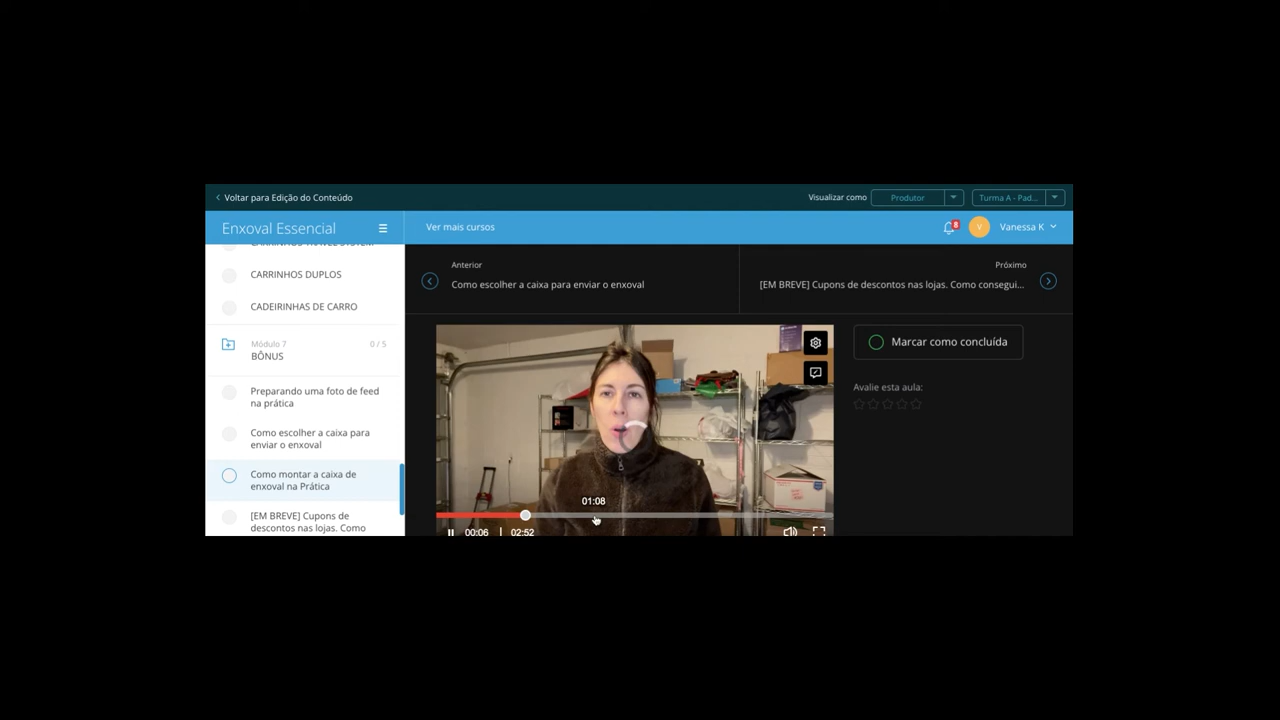 Voltar para Edição do Conteúdo
Visualizar como
Produtor
Turma A - Pad...
Enxoval Essencial
Ver mais cursos
8
V
Vanessa K
CARRINHOS DUPLOS
CADEIRINHAS DE CARRO
Módulo 7
0 / 5
BÔNUS
Preparando uma foto de feed
na prática
Como escolher a caixa para
enviar o enxoval
Como montar a caixa de
enxoval na Prática
[EM BREVE] Cupons de
descontos nas lojas. Como
Anterior
Como escolher a caixa para enviar o enxoval
Próximo
[EM BREVE] Cupons de descontos nas lojas. Como consegui...
01:08
00:06 | 02:52
Marcar como concluída
Avalie esta aula: